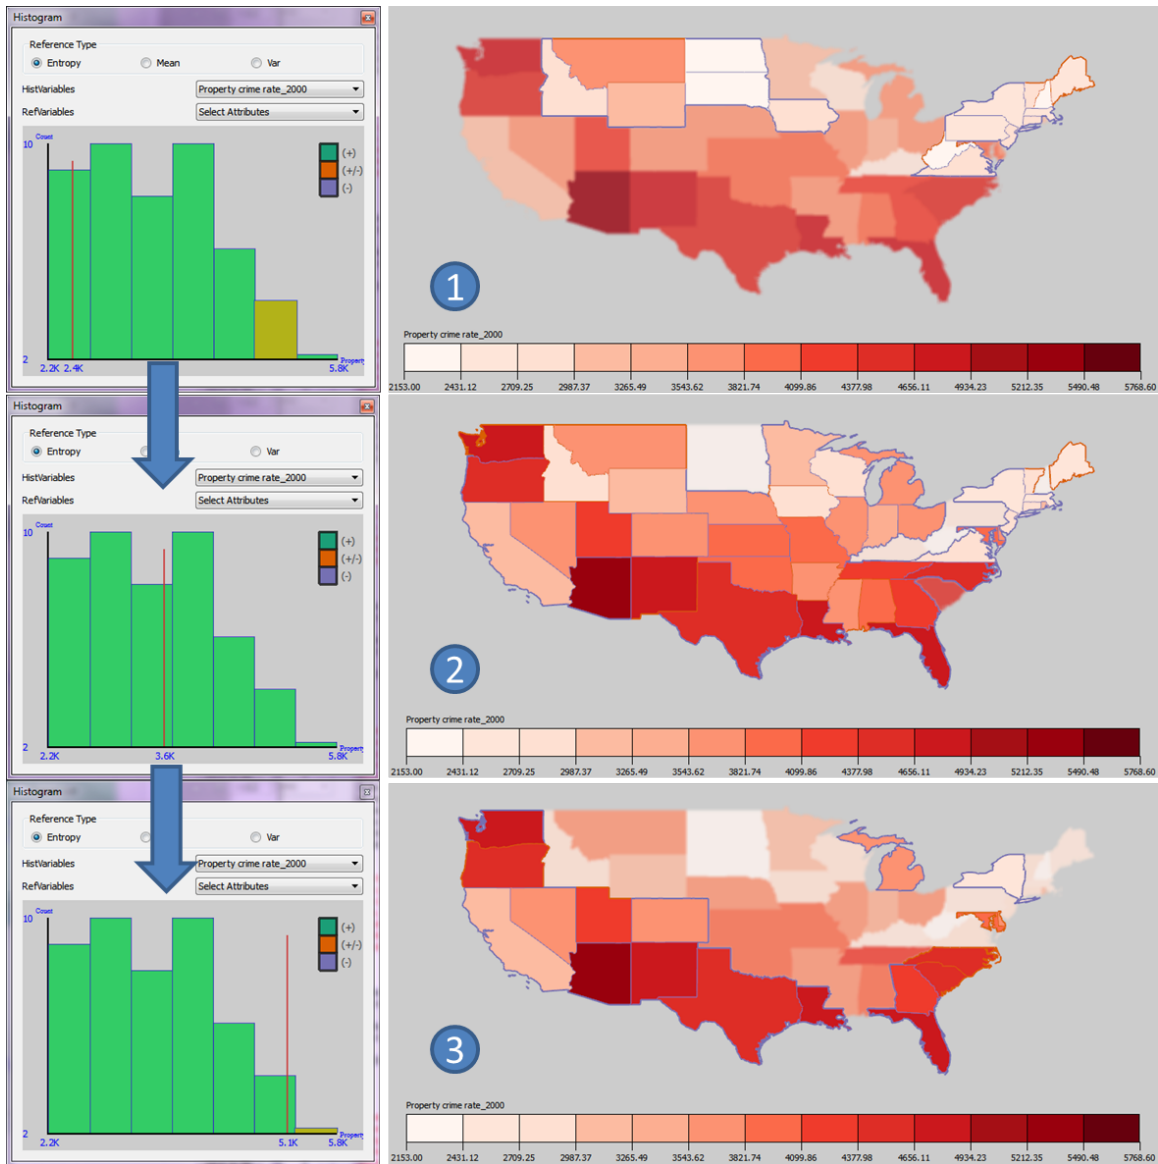 Histogram
Reference Type
Entropy Mean Var
HistVariables Property crime rate_2000
RefVariables Select Attributes
Count
10
(+)
(+/-)
(-)
2
2.2K 2.4K 5.8K
Property
1
Property crime rate_2000
2153.00 2431.12 2709.25 2987.37 3265.49 3543.62 3821.74 4099.86 4377.98 4656.11 4934.23 5212.35 5490.48 5768.60
Histogram
Reference Type
Entropy Var
HistVariables Property crime rate_2000
RefVariables Select Attributes
Count
10
(+)
(+/-)
(-)
2
2.2K 3.6K 5.8K
Property
2
Property crime rate_2000
2153.00 2431.12 2709.25 2987.37 3265.49 3543.62 3821.74 4099.86 4377.98 4656.11 4934.23 5212.35 5490.48 5768.60
Histogram
Reference Type
Entropy Var
HistVariables Property crime rate_2000
RefVariables Select Attributes
Count
10
(+)
(+/-)
(-)
2
2.2K 5.1K 5.8K
Property
3
Property crime rate_2000
2153.00 2431.12 2709.25 2987.37 3265.49 3543.62 3821.74 4099.86 4377.98 4656.11 4934.23 5212.35 5490.48 5768.60